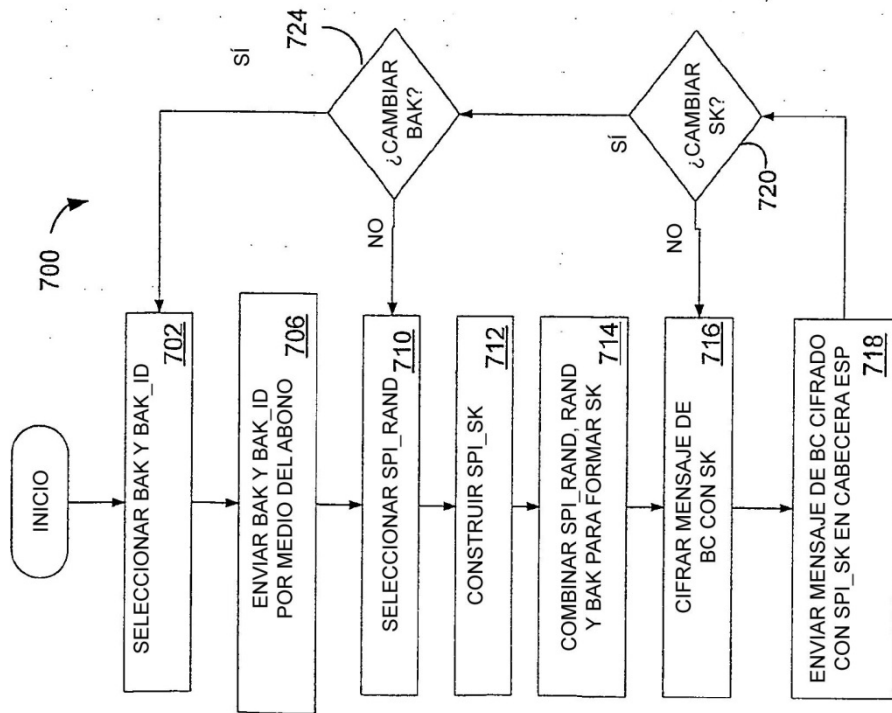 700
INICIO
SELECCIONAR BAK Y BAK_ID
702
ENVIAR BAK Y BAK_ID
POR MEDIO DEL ABONO
706
SELECCIONAR SPI_RAND
710
CONSTRUIR SPI_SK
712
COMBINAR SPI_RAND, RAND
Y BAK PARA FORMAR SK
714
CIFRAR MENSAJE DE
BC CON SK
716
ENVIAR MENSAJE DE BC CIFRADO
CON SPI_SK EN CABECERA ESP
718
¿CAMBIAR
SK?
720
NO
SÍ
¿CAMBIAR
BAK?
724
NO
SÍ